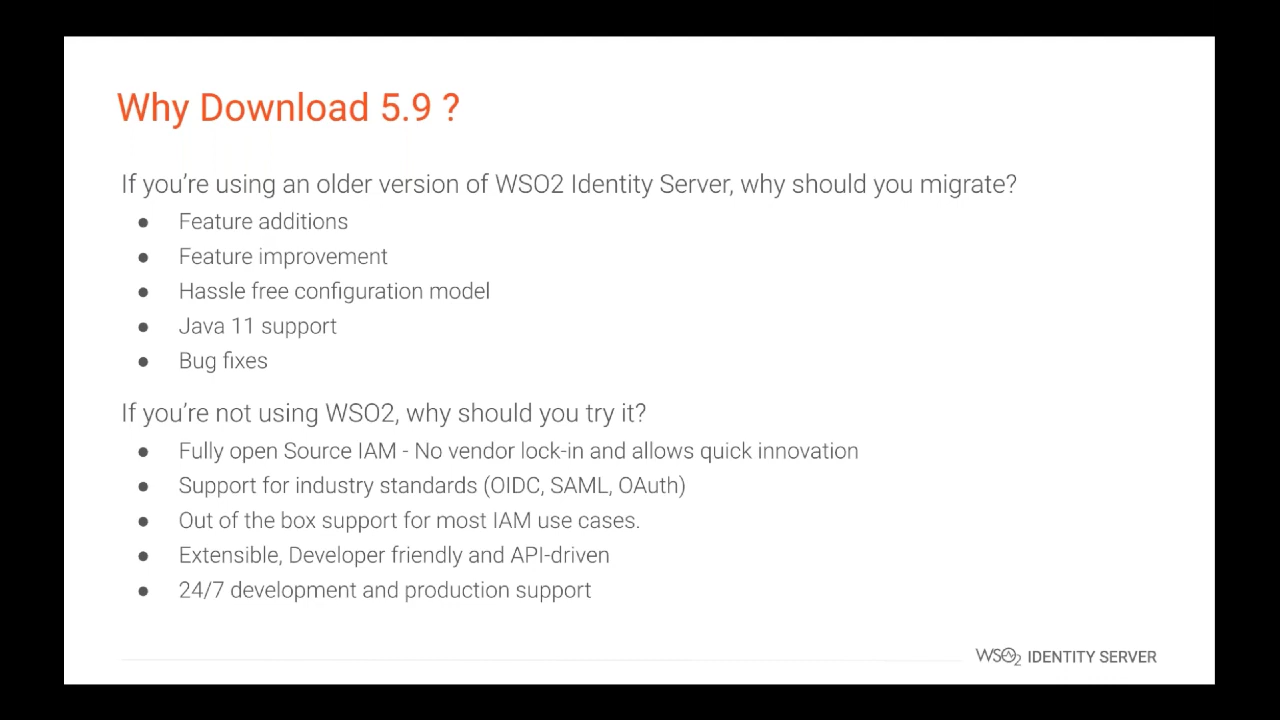 Why Download 5.9 ?
If you're using an older version of WSO2 Identity Server, why should you migrate?
● Feature additions
● Feature improvement
● Hassle free configuration model
● Java 11 support
● Bug fixes
If you're not using WSO2, why should you try it?
● Fully open Source IAM - No vendor lock-in and allows quick innovation
● Support for industry standards (OIDC, SAML, OAuth)
● Out of the box support for most IAM use cases.
● Extensible, Developer friendly and API-driven
● 24/7 development and production support
WSO2 IDENTITY SERVER